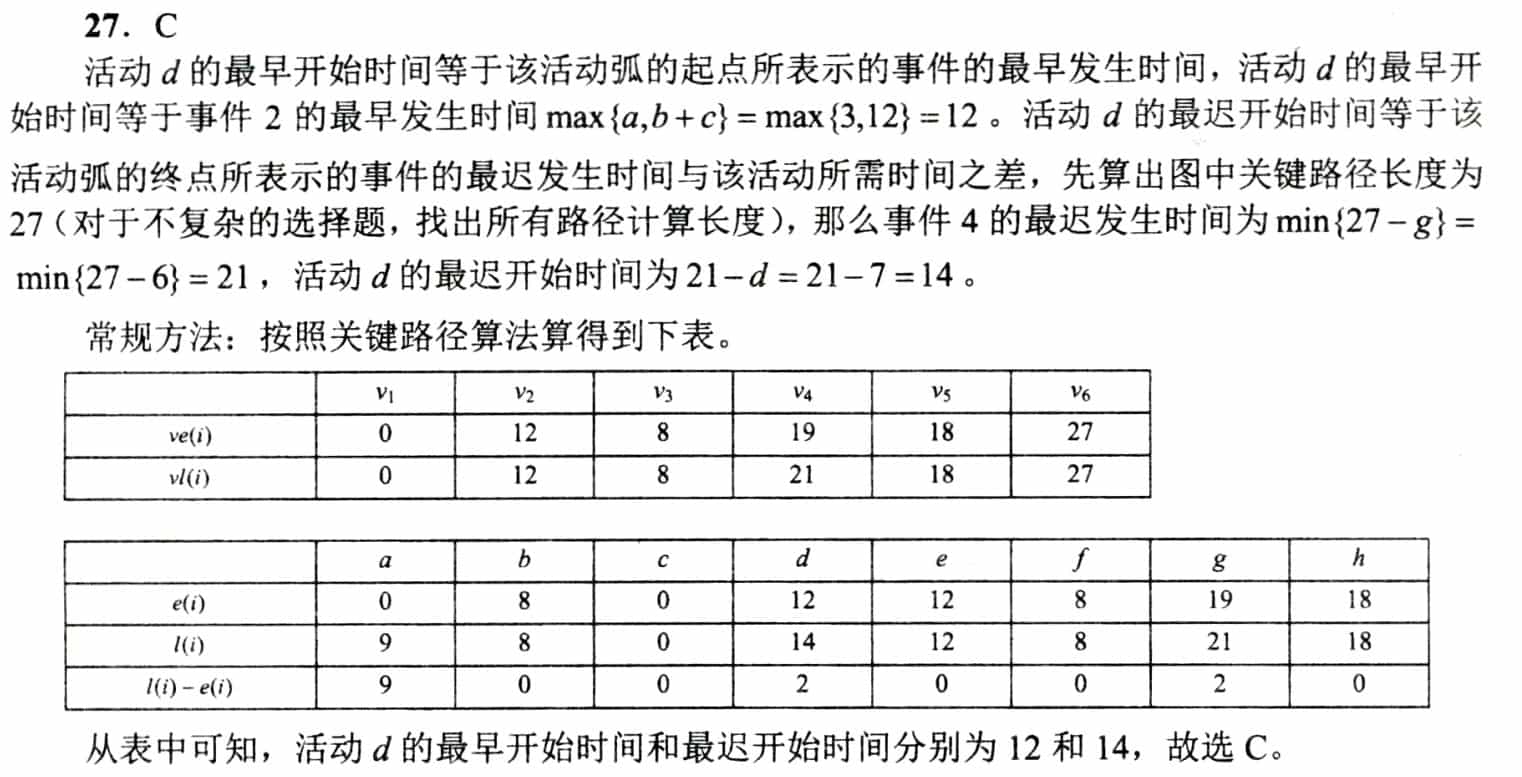 27. C
活动 d 的最早开始时间等于该活动弧的起点所表示的事件的最早发生时间，活动 d 的最早开
始时间等于事件 2 的最早发生时间 max{a,b+c} = max{3,12} = 12 。活动 d 的最迟开始时间等于该
活动弧的终点所表示的事件的最迟发生时间与该活动所需时间之差，先算出图中关键路径长度为
27（对于不复杂的选择题，找出所有路径计算长度），那么事件 4 的最迟发生时间为 min{27 − g} =
min{27 − 6} = 21 ，活动 d 的最迟开始时间为 21 − d = 21 − 7 = 14 。
常规方法：按照关键路径算法算得到下表。
v1 v2 v3 v4 v5 v6
ve(i) 0 12 8 19 18 27
vl(i) 0 12 8 21 18 27
a b c d e f g h
e(i) 0 8 0 12 12 8 19 18
l(i) 9 8 0 14 12 8 21 18
l(i) − e(i) 9 0 0 2 0 0 2 0
从表中可知，活动 d 的最早开始时间和最迟开始时间分别为 12 和 14，故选 C。